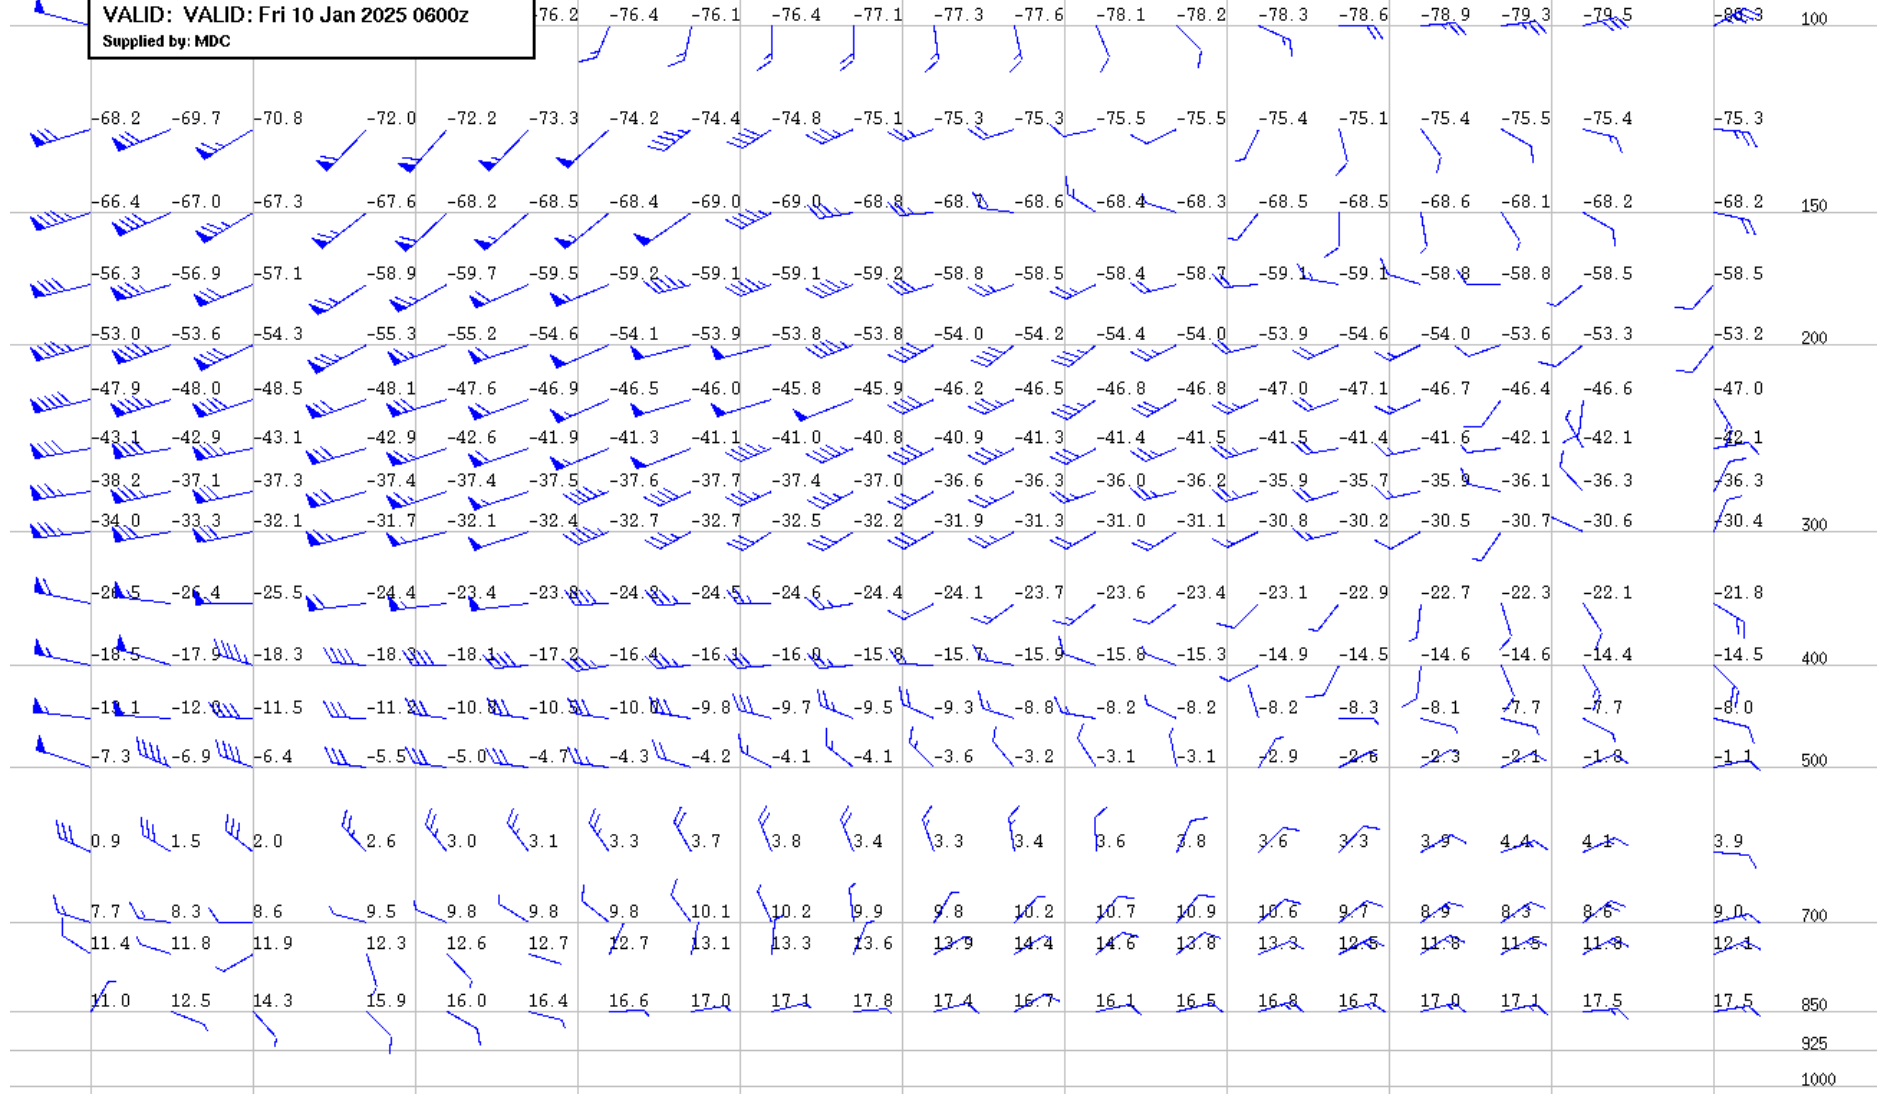 VALID: VALID: Fri 10 Jan 2025 0600z
Supplied by: MDC
-76.2 -76.4 -76.1 -76.4 -77.1 -77.3 -77.6 -78.1 -78.2 -78.3 -78.6 -78.9 -79.3 -79.5 100
-68.2 -69.7 -70.8 -72.0 -72.2 -73.3 -74.2 -74.4 -74.8 -75.1 -75.3 -75.3 -75.5 -75.5 -75.4 -75.1 -75.4 -75.5 -75.4 -75.3
-66.4 -67.0 -67.3 -67.6 -68.2 -68.5 -68.4 -69.0 -69.0 -68.8 -68.6 -68.4 -68.3 -68.5 -68.5 -68.6 -68.1 -68.2 -68.2 150
-56.3 -56.9 -57.1 -58.9 -59.7 -59.5 -59.2 -59.1 -59.1 -59.2 -58.8 -58.5 -58.4 -58.7 -59.1 -59.1 -58.8 -58.8 -58.5 -58.5
-53.0 -53.6 -54.3 -55.3 -55.2 -54.6 -54.1 -53.9 -53.8 -53.8 -54.0 -54.2 -54.4 -54.0 -53.9 -54.6 -54.0 -53.6 -53.3 -53.2 200
-47.9 -48.0 -48.5 -48.1 -47.6 -46.9 -46.5 -46.0 -45.8 -45.9 -46.2 -46.5 -46.8 -46.8 -47.0 -47.1 -46.7 -46.4 -46.6 -47.0
-43.1 -42.9 -43.1 -42.9 -42.6 -41.9 -41.3 -41.1 -41.0 -40.8 -40.9 -41.3 -41.4 -41.5 -41.5 -41.4 -41.6 -42.1 -42.1 -42.1
-38.2 -37.1 -37.3 -37.4 -37.4 -37.5 -37.6 -37.7 -37.4 -37.0 -36.6 -36.3 -36.0 -36.2 -35.9 -35.7 -35.9 -36.1 -36.3 -36.3
-34.0 -33.3 -32.1 -31.7 -32.1 -32.4 -32.7 -32.7 -32.5 -32.2 -31.9 -31.3 -31.0 -31.1 -30.8 -30.2 -30.5 -30.7 -30.6 -30.4 300
-26.5 -26.4 -25.5 -24.4 -23.4 -23.8 -24.3 -24.5 -24.6 -24.4 -24.1 -23.7 -23.6 -23.4 -23.1 -22.9 -22.7 -22.3 -22.1 -21.8
-18.5 -17.9 -18.3 -18.3 -18.1 -17.2 -16.4 -16.1 -16.0 -15.8 -15.7 -15.9 -15.8 -15.3 -14.9 -14.5 -14.6 -14.6 -14.4 -14.5 400
-12.0 -11.5 -11.2 -10.8 -10.5 -10.0 -9.8 -9.7 -9.5 -9.3 -8.8 -8.2 -8.2 -8.2 -8.3 -8.1 -7.7 -7.7 -8.0
-7.3 -6.9 -6.4 -5.5 -5.0 -4.7 -4.3 -4.2 -4.1 -4.1 -3.6 -3.2 -3.1 -3.1 -2.9 -2.6 -2.3 -2.1 -1.8 -1.1 500
0.9 1.5 2.0 2.6 3.0 3.1 3.3 3.7 3.8 3.4 3.3 3.4 3.6 3.8 3.6 3.3 3.9 4.4 4.1 3.9
7.7 8.3 8.6 9.5 9.8 9.8 9.8 10.1 10.2 9.9 9.8 10.2 10.7 10.9 10.6 9.7 8.9 8.3 8.6 9.0 700
11.4 11.8 11.9 12.3 12.6 12.7 12.7 13.1 13.3 13.6 13.9 14.4 14.6 13.8 13.3 12.5 11.8 11.5 11.3 12.1
11.0 12.5 14.3 15.9 16.0 16.4 16.6 17.0 17.1 17.8 17.4 16.7 16.1 16.5 16.8 16.7 17.0 17.1 17.5 17.5 850
925
1000